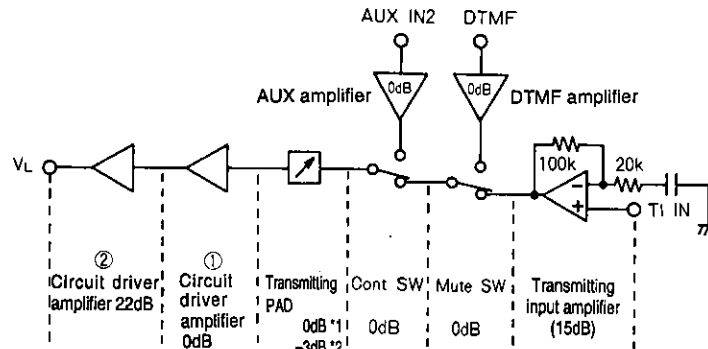 AUX IN2
DTMF
0dB
0dB
AUX amplifier
DTMF amplifier
100k
20k
VL
T1 IN
②
Circuit driver
amplifier 22dB
①
Circuit
driver
amplifier
0dB
Transmitting
PAD
0dB *1
−3dB *2
Cont SW
0dB
Mute SW
0dB
Transmitting
input amplifier
(15dB)